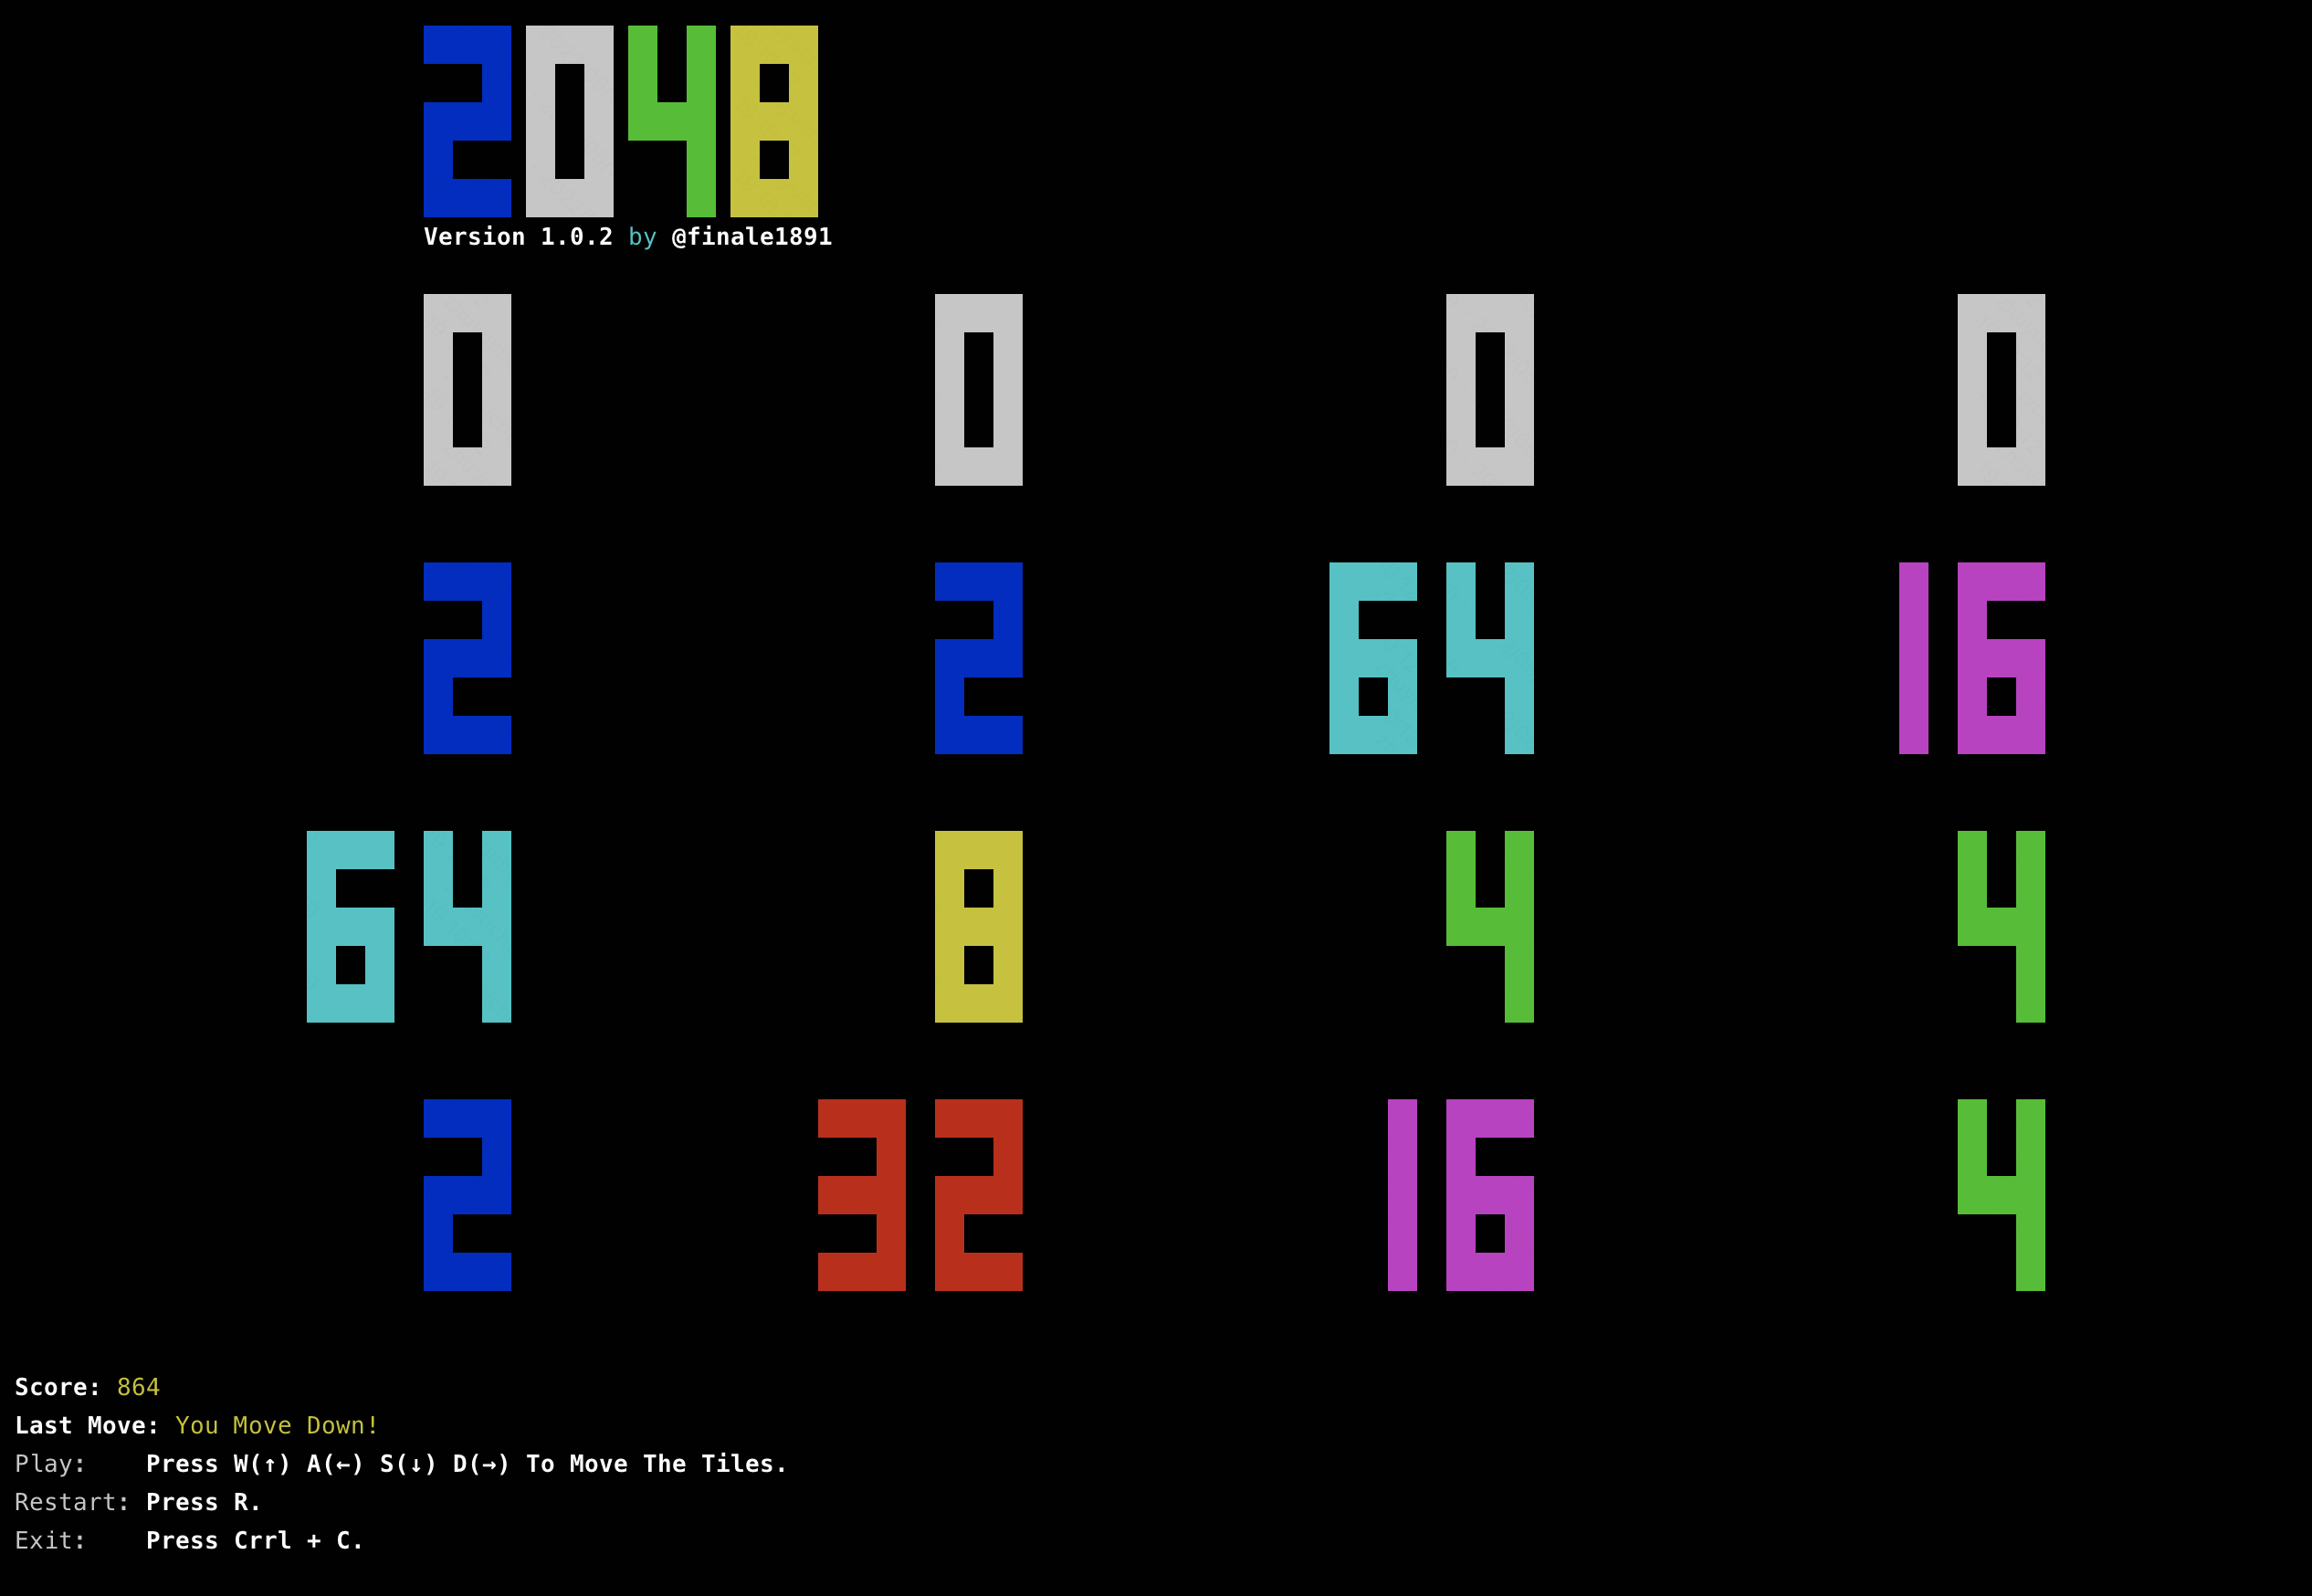 2048
Version 1.0.2 by @finale1891
0 0 0 0
2 2 64 16
64 8 4 4
2 32 16 4
Score: 864
Last Move: You Move Down!
Play: Press W(↑) A(←) S(↓) D(→) To Move The Tiles.
Restart: Press R.
Exit: Press Crrl + C.